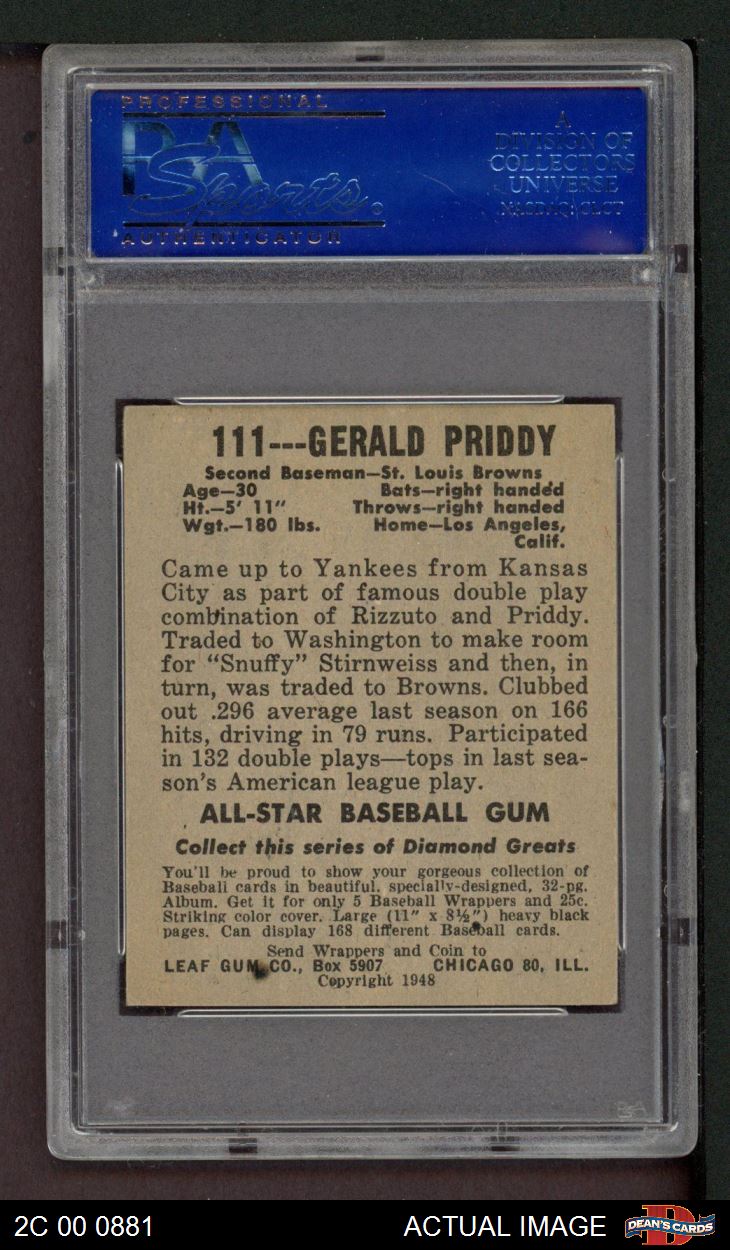 PROFESSIONAL
PSA
Sports
AUTHENTICATOR
A
DIVISION OF
COLLECTORS
UNIVERSE
NASDAQ: CLCT
111---GERALD PRIDDY
Second Baseman—St. Louis Browns
Age—30 Bats—right handed
Ht.—5' 11" Throws—right handed
Wgt.—180 lbs. Home—Los Angeles,
Calif.
Came up to Yankees from Kansas
City as part of famous double play
combination of Rizzuto and Priddy.
Traded to Washington to make room
for "Snuffy" Stirnweiss and then, in
turn, was traded to Browns. Clubbed
out .296 average last season on 166
hits, driving in 79 runs. Participated
in 132 double plays—tops in last sea-
son's American league play.
ALL-STAR BASEBALL GUM
Collect this series of Diamond Greats
You'll be proud to show your gorgeous collection of
Baseball cards in beautiful, specially-designed, 32-pg.
Album. Get it for only 5 Baseball Wrappers and 25c.
Striking color cover. Large (11" x 8½") heavy black
pages. Can display 168 different Baseball cards.
Send Wrappers and Coin to
LEAF GUM CO., Box 5907 CHICAGO 80, ILL.
Copyright 1948
2C 00 0881 ACTUAL IMAGE DEAN'S CARDS